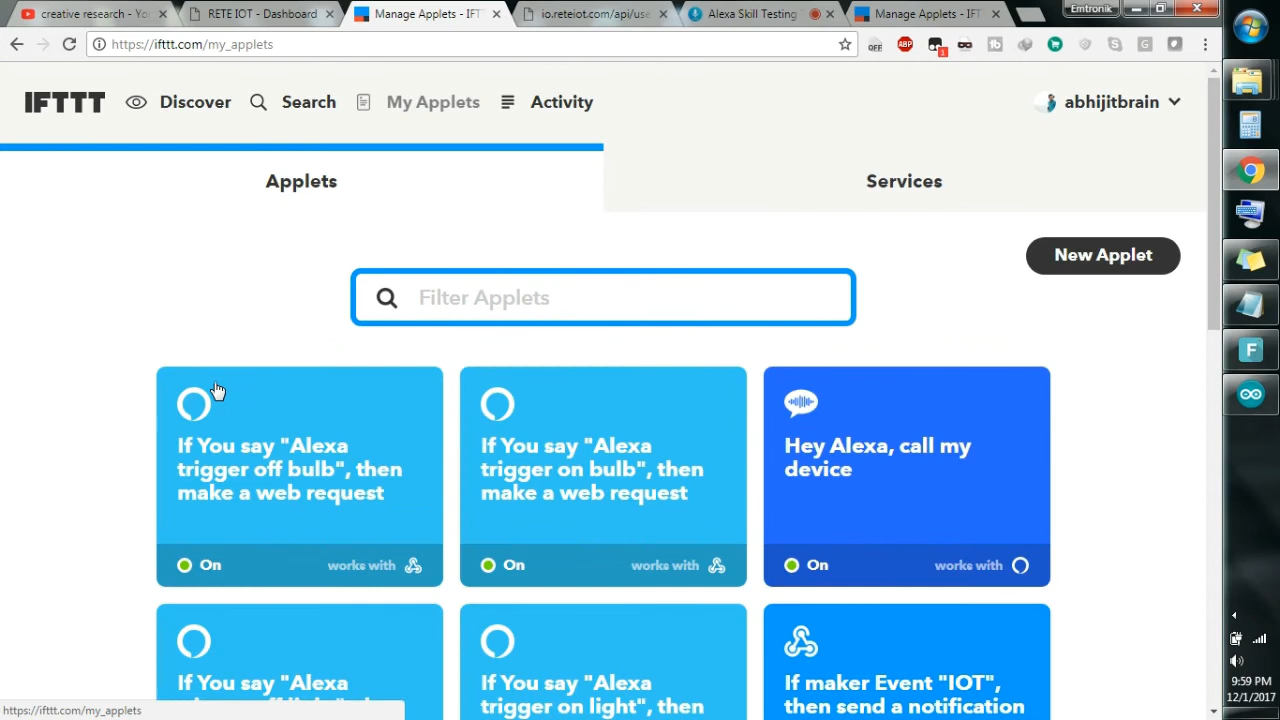 creative research - Yo
RETE IOT - Dashboard
Manage Applets - IFT
io.reteiot.com/api/use
Alexa Skill Testing
Manage Applets - IFT
Emtronik
https://ifttt.com/my_applets
OFF
ABP
1
tb
S
G
IFTTT
Discover
Search
My Applets
Activity
abhijitbrain
Applets
Services
New Applet
Filter Applets
If You say "Alexa
trigger off bulb", then
make a web request
On
works with
If You say "Alexa
trigger on bulb", then
make a web request
On
works with
Hey Alexa, call my
device
On
works with
If You say "Alexa
If You say "Alexa
trigger on light", then
If maker Event "IOT",
then send a notification
https://ifttt.com/my_applets
F
9:59 PM
12/1/2017